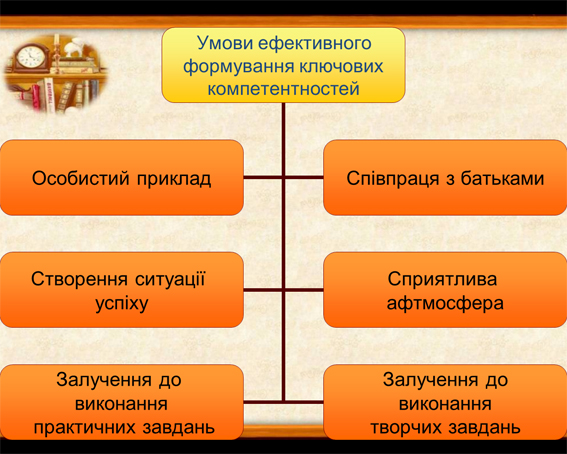 Умови ефективного
формування ключових
компетентностей
Особистий приклад
Співпраця з батьками
Створення ситуації
успіху
Сприятлива
афтмосфера
Залучення до
виконання
практичних завдань
Залучення до
виконання
творчих завдань